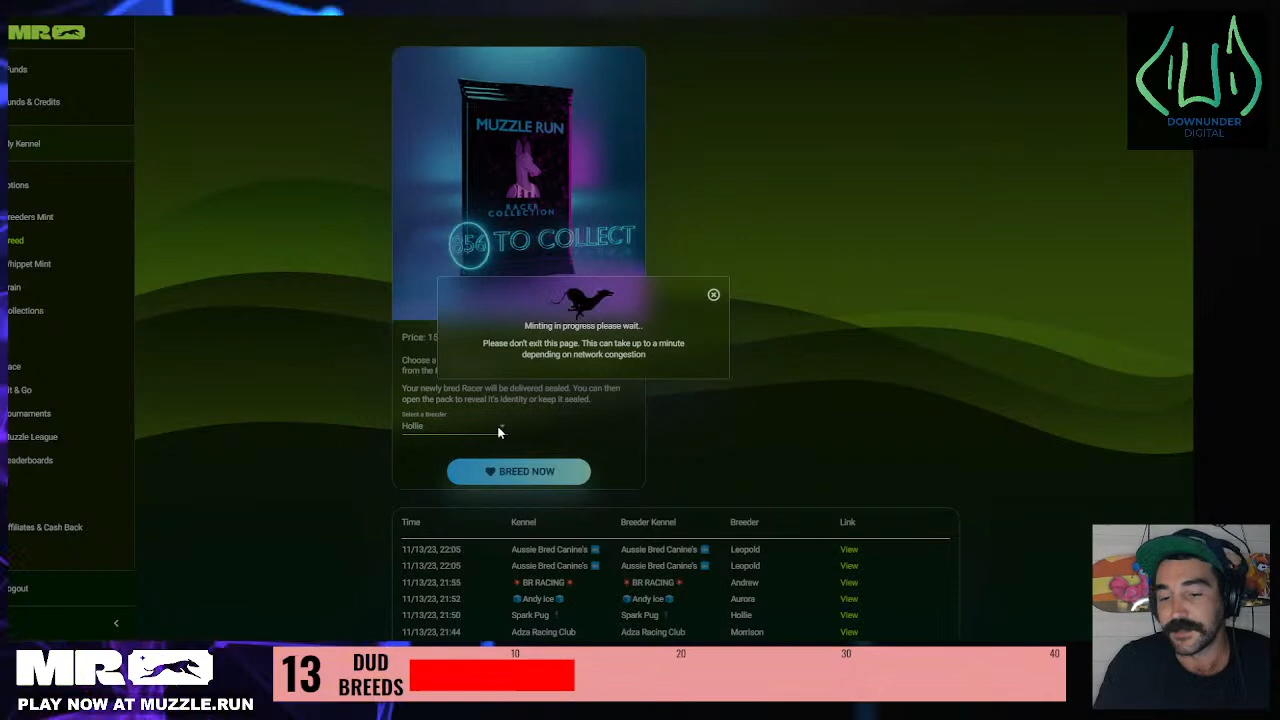 MR
Funds
unds & Credits
ly Kennel
ptions
reeders Mint
reed
Whippet Mint
rain
ollections
ace
it & Go
ournaments
Muzzle League
eaderboards
ffiliates & Cash Back
ogout
MUZZLE RUN
RACER
COLLECTION
856 TO COLLECT
Minting in progress please wait..
Please don't exit this page. This can take up to a minute
depending on network congestion
Price: 15
Choose a
from the
Your newly bred Racer will be delivered sealed. You can then
open the pack to reveal it's identity or keep it sealed.
Select a Breeder
Hollie
BREED NOW
Time Kennel Breeder Kennel Breeder Link
11/13/23, 22:05 Aussie Bred Canine's Aussie Bred Canine's Leopold View
11/13/23, 22:05 Aussie Bred Canine's Aussie Bred Canine's Leopold View
11/13/23, 21:55 BR RACING BR RACING Andrew View
11/13/23, 21:52 Andy ice Andy ice Aurora View
11/13/23, 21:50 Spark Pug Spark Pug Hollie View
11/13/23, 21:44 Adza Racing Club Adza Racing Club Morrison View
DOWNUNDER
DIGITAL
MR
PLAY NOW AT MUZZLE.RUN
13 DUD
BREEDS
10 20 30 40